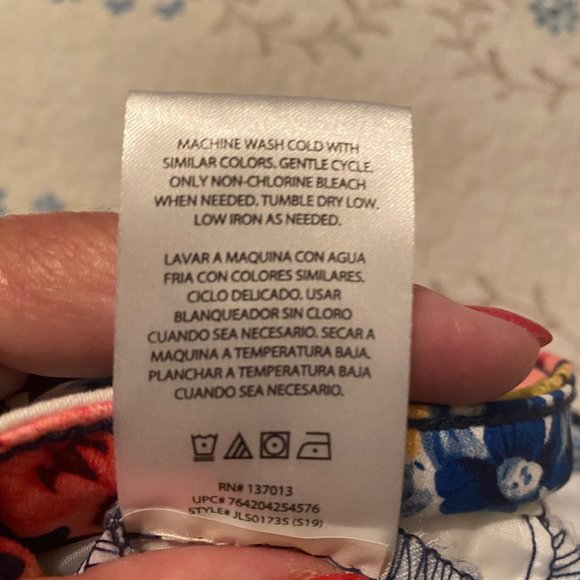 MACHINE WASH COLD WITH
SIMILAR COLORS. GENTLE CYCLE.
ONLY NON-CHLORINE BLEACH
WHEN NEEDED. TUMBLE DRY LOW.
LOW IRON AS NEEDED.
LAVAR A MAQUINA CON AGUA
FRIA CON COLORES SIMILARES.
CICLO DELICADO. USAR
BLANQUEADOR SIN CLORO
CUANDO SEA NECESARIO. SECAR A
MAQUINA A TEMPERATURA BAJA.
PLANCHAR A TEMPERATURA BAJA
CUANDO SEA NECESARIO.
RN# 137013
UPC# 764204254576
STYLE# JLS0173S (S19)